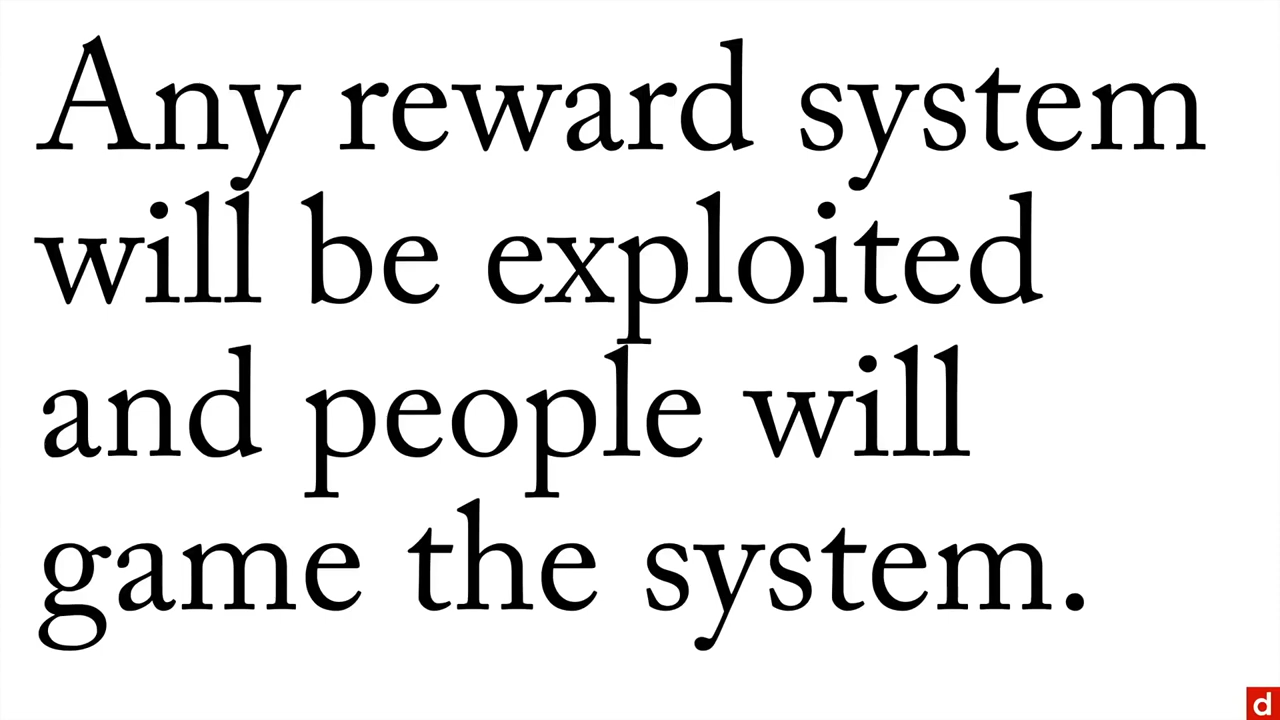 Any reward system
will be exploited
and people will
game the system.
d